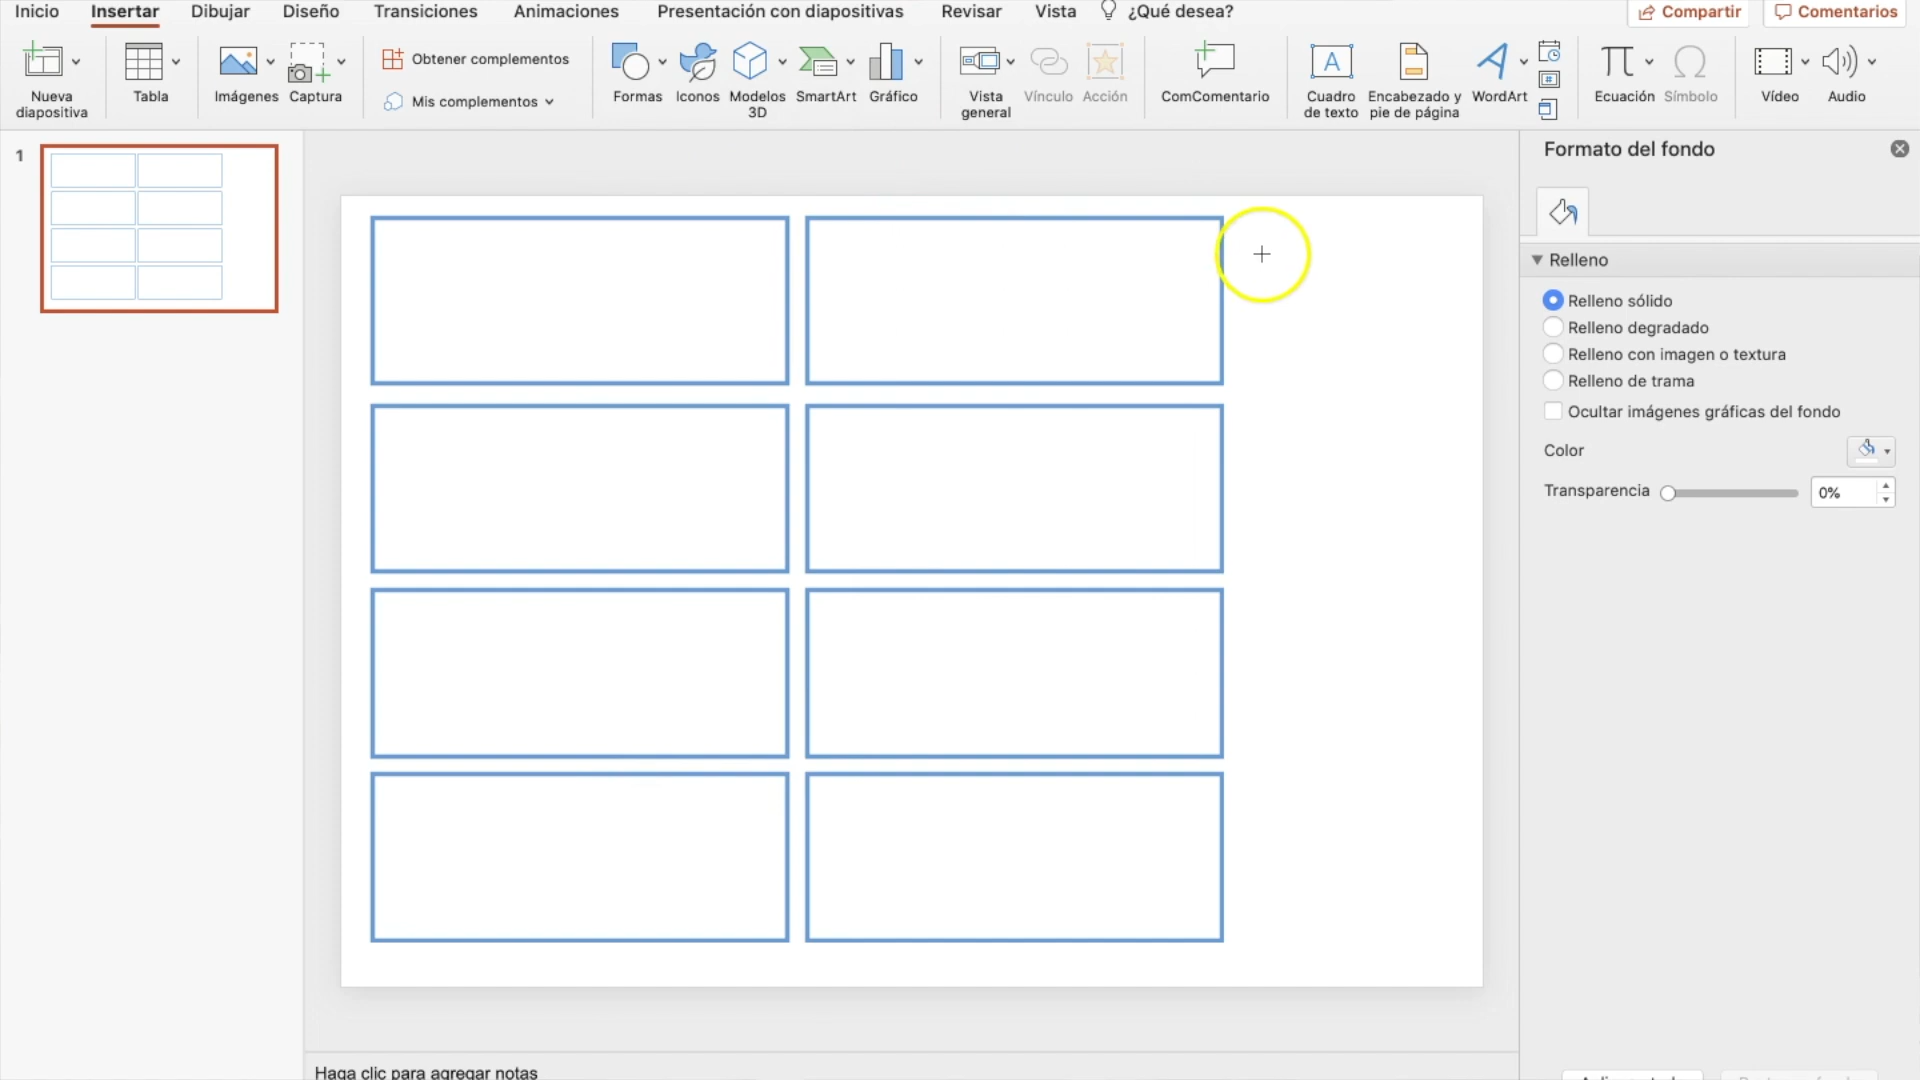 Inicio Insertar Dibujar Diseño Transiciones Animaciones Presentación con diapositivas Revisar Vista ¿Qué desea? Compartir Comentarios
Nueva diapositiva
Tabla
Imágenes
Captura
Obtener complementos
Mis complementos
Formas
Iconos
Modelos 3D
SmartArt
Gráfico
Vista general
Vínculo
Acción
ComComentario
A
Cuadro de texto
Encabezado y pie de página
WordArt
Ecuación
Símbolo
Vídeo
Audio
1
Formato del fondo
Relleno
Relleno sólido
Relleno degradado
Relleno con imagen o textura
Relleno de trama
Ocultar imágenes gráficas del fondo
Color
Transparencia 0%
Haga clic para agregar notas